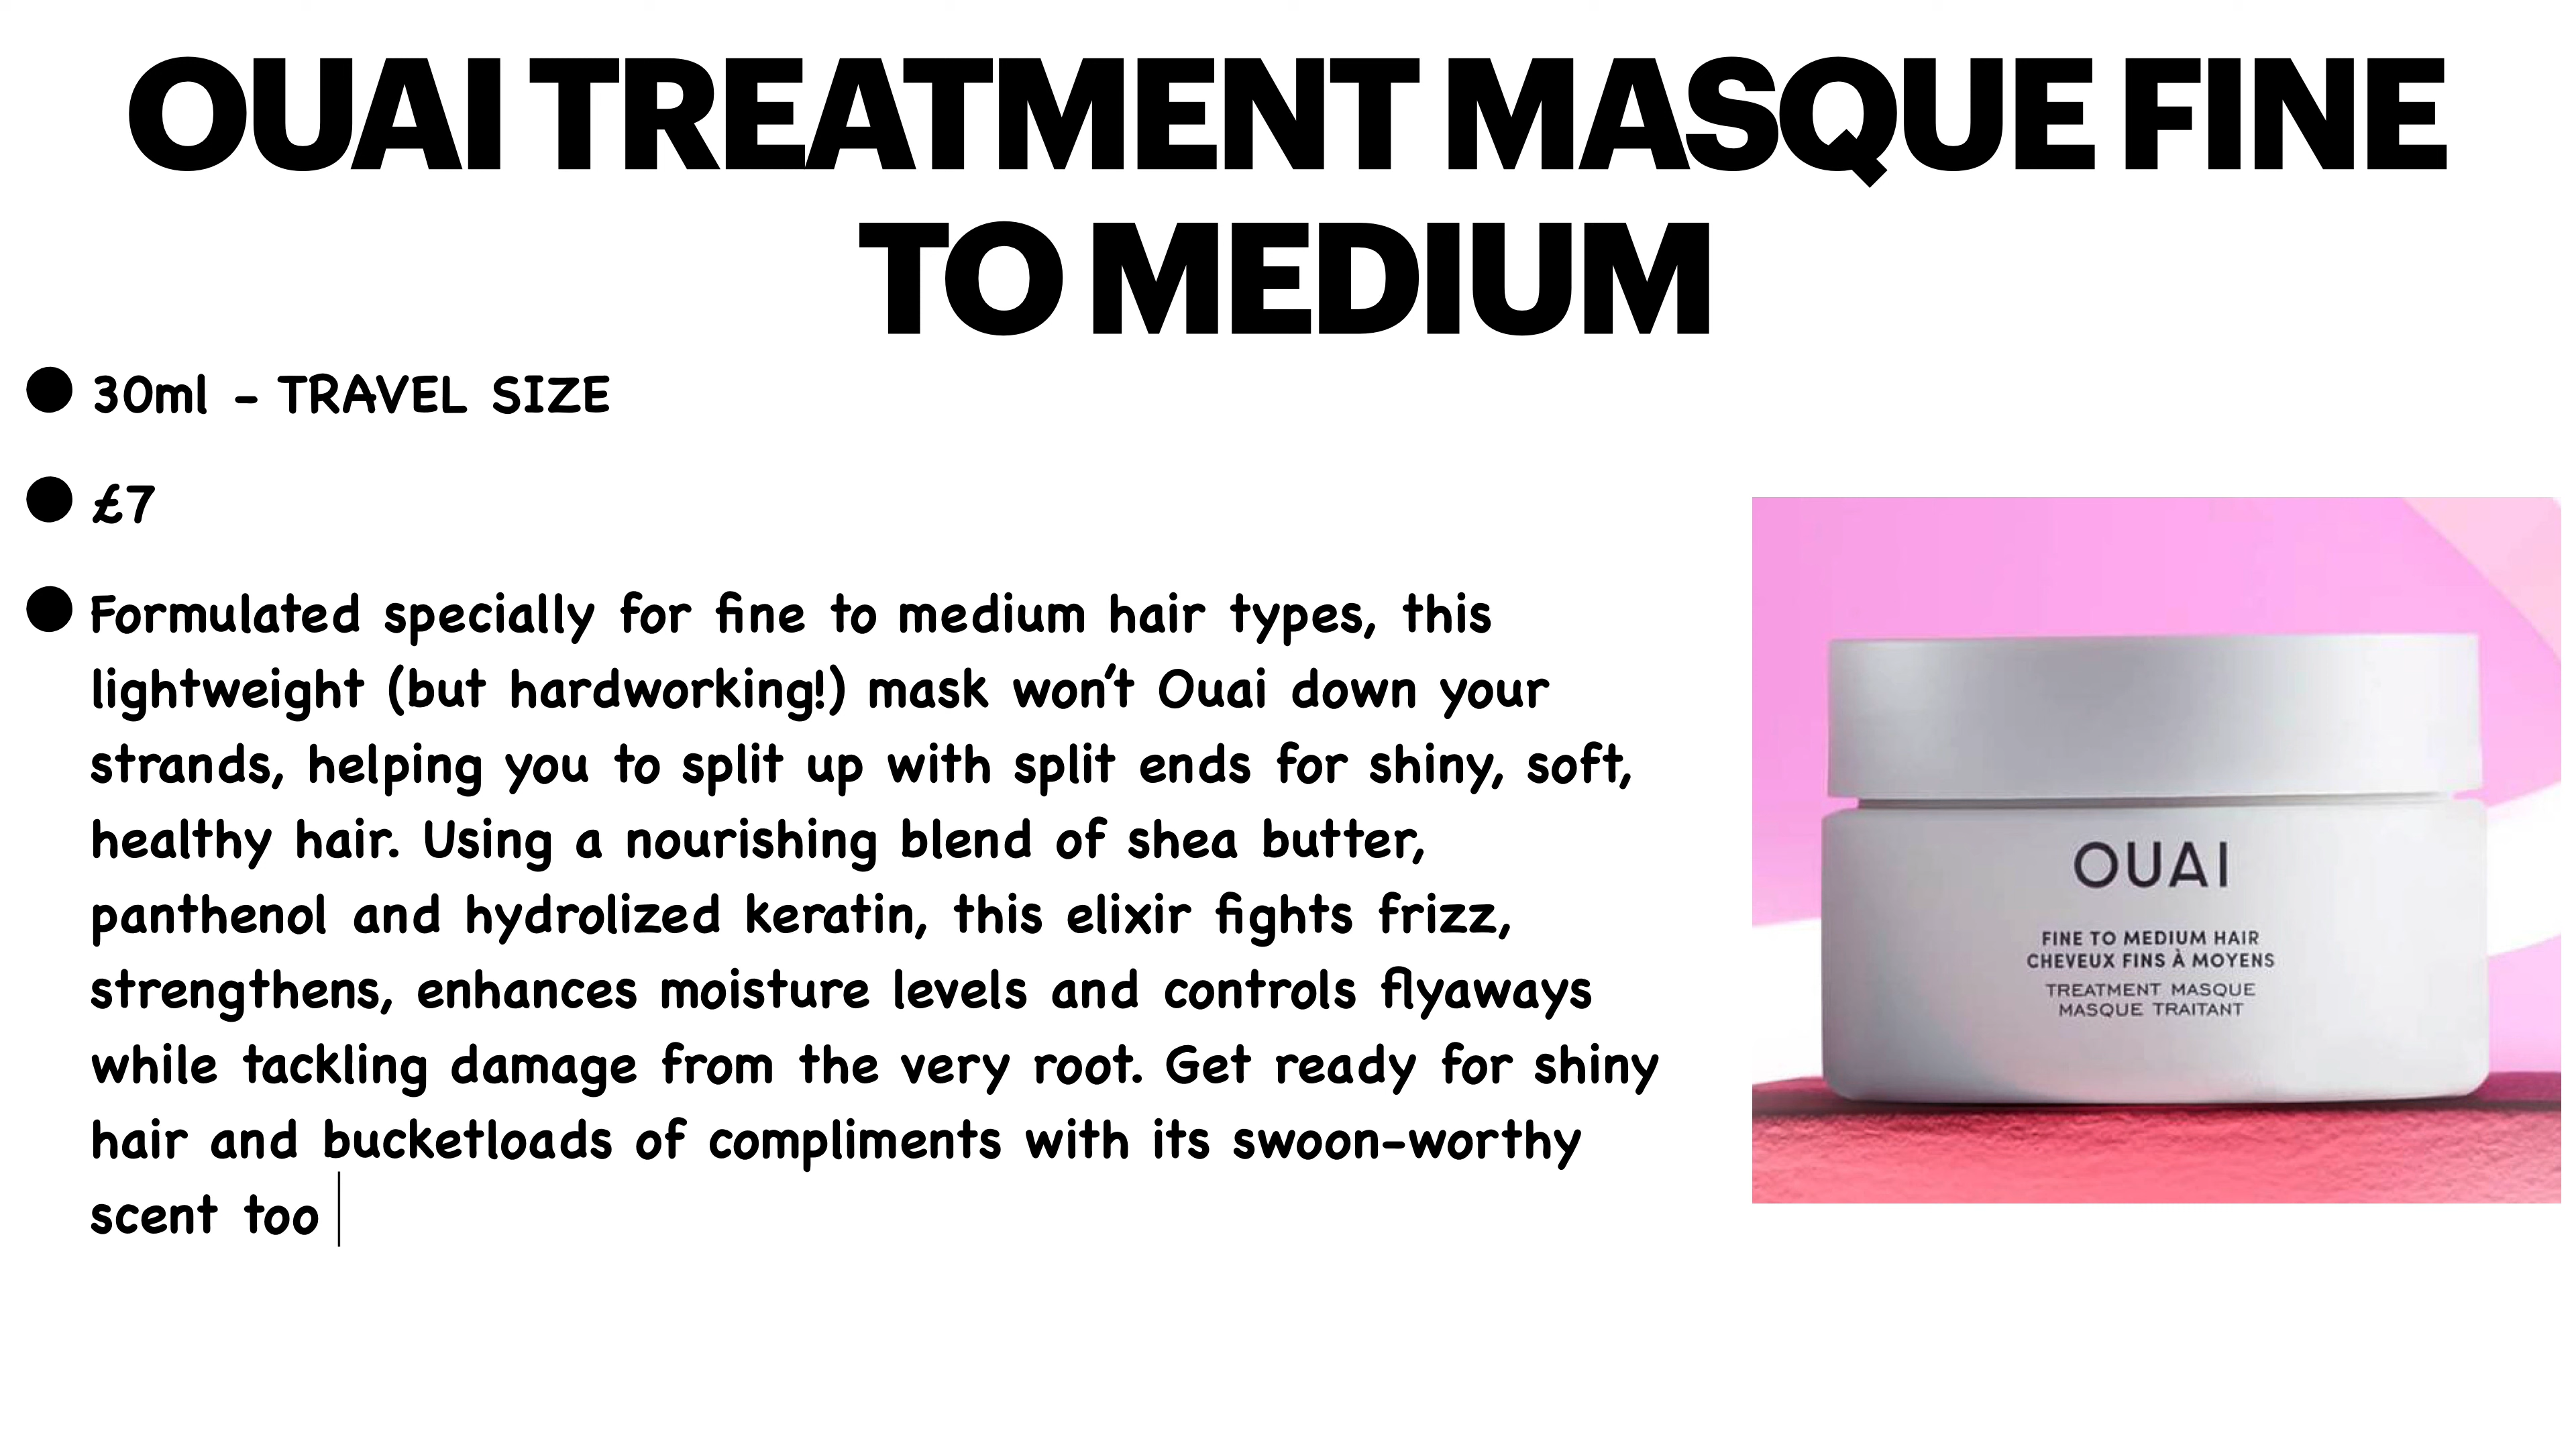 OUAI TREATMENT MASQUE FINE
TO MEDIUM
● 30ml - TRAVEL SIZE
● £7
● Formulated specially for fine to medium hair types, this
lightweight (but hardworking!) mask won't Ouai down your
strands, helping you to split up with split ends for shiny, soft,
healthy hair. Using a nourishing blend of shea butter,
panthenol and hydrolized keratin, this elixir fights frizz,
strengthens, enhances moisture levels and controls flyaways
while tackling damage from the very root. Get ready for shiny
hair and bucketloads of compliments with its swoon-worthy
scent too
OUAI
FINE TO MEDIUM HAIR
CHEVEUX FINS À MOYENS
TREATMENT MASQUE
MASQUE TRAITANT